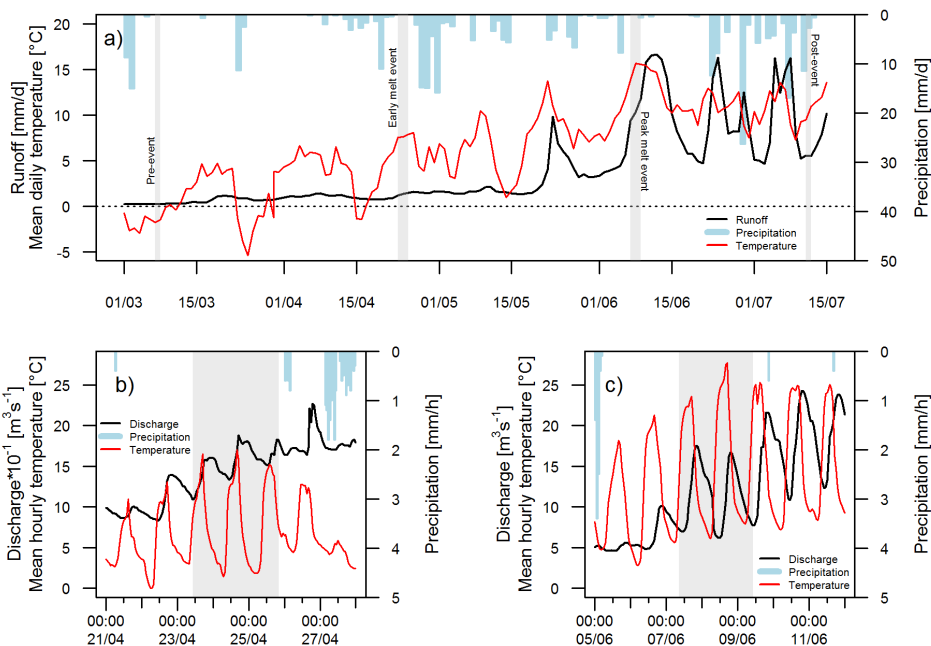 a)
Runoff [mm/d]
Mean daily temperature [°C]
20
15
10
5
0
-5
Pre-event
Early melt event
Peak melt event
Post-event
Runoff
Precipitation
Temperature
0
10
20
30
40
50
Precipitation [mm/d]
01/03
15/03
01/04
15/04
01/05
15/05
01/06
15/06
01/07
15/07
b)
Discharge*10⁻¹ [m³s⁻¹]
Mean hourly temperature [°C]
25
20
15
10
5
0
Discharge
Precipitation
Temperature
0
1
2
3
4
5
Precipitation [mm/h]
00:00 00:00 00:00 00:00
21/04 23/04 25/04 27/04
c)
Discharge [m³s⁻¹]
Mean hourly temperature [°C]
25
20
15
10
5
0
Discharge
Precipitation
Temperature
0
1
2
3
4
5
Precipitation [mm/h]
00:00 00:00 00:00 00:00
05/06 07/06 09/06 11/06